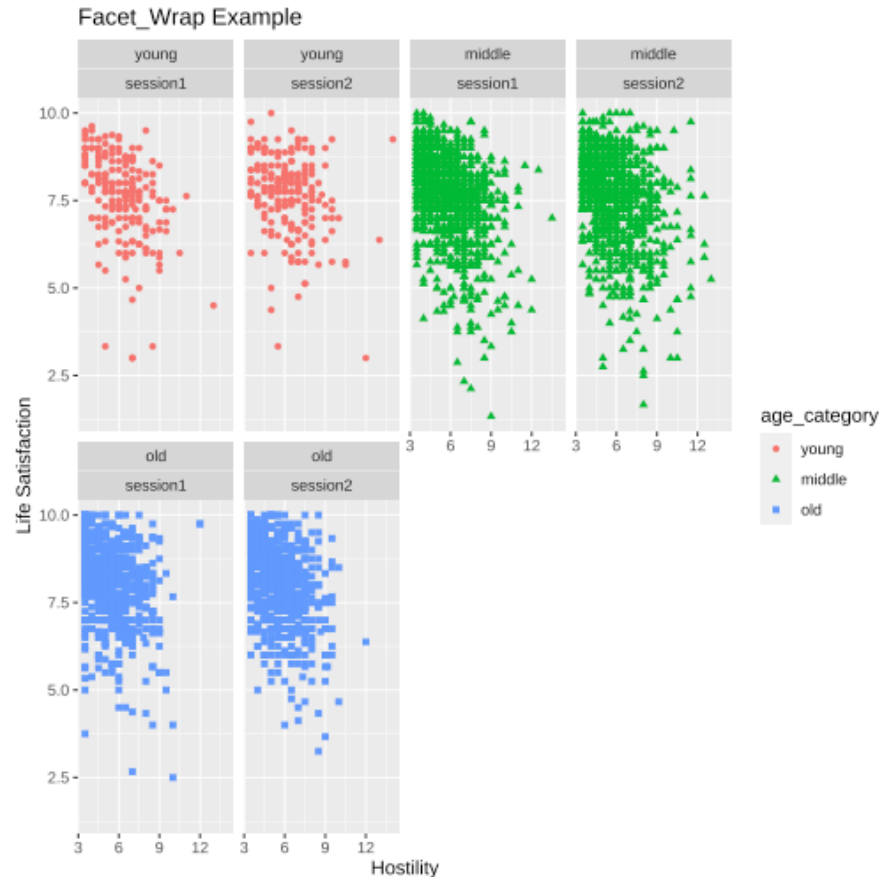 Facet_Wrap Example
young young middle middle
session1 session2 session1 session2
10.0
7.5
5.0
2.5
3 6 9 12 3 6 9 12
old old
session1 session2
10.0
7.5
5.0
2.5
3 6 9 12 3 6 9 12
Hostility
Life Satisfaction
age_category
young
middle
old